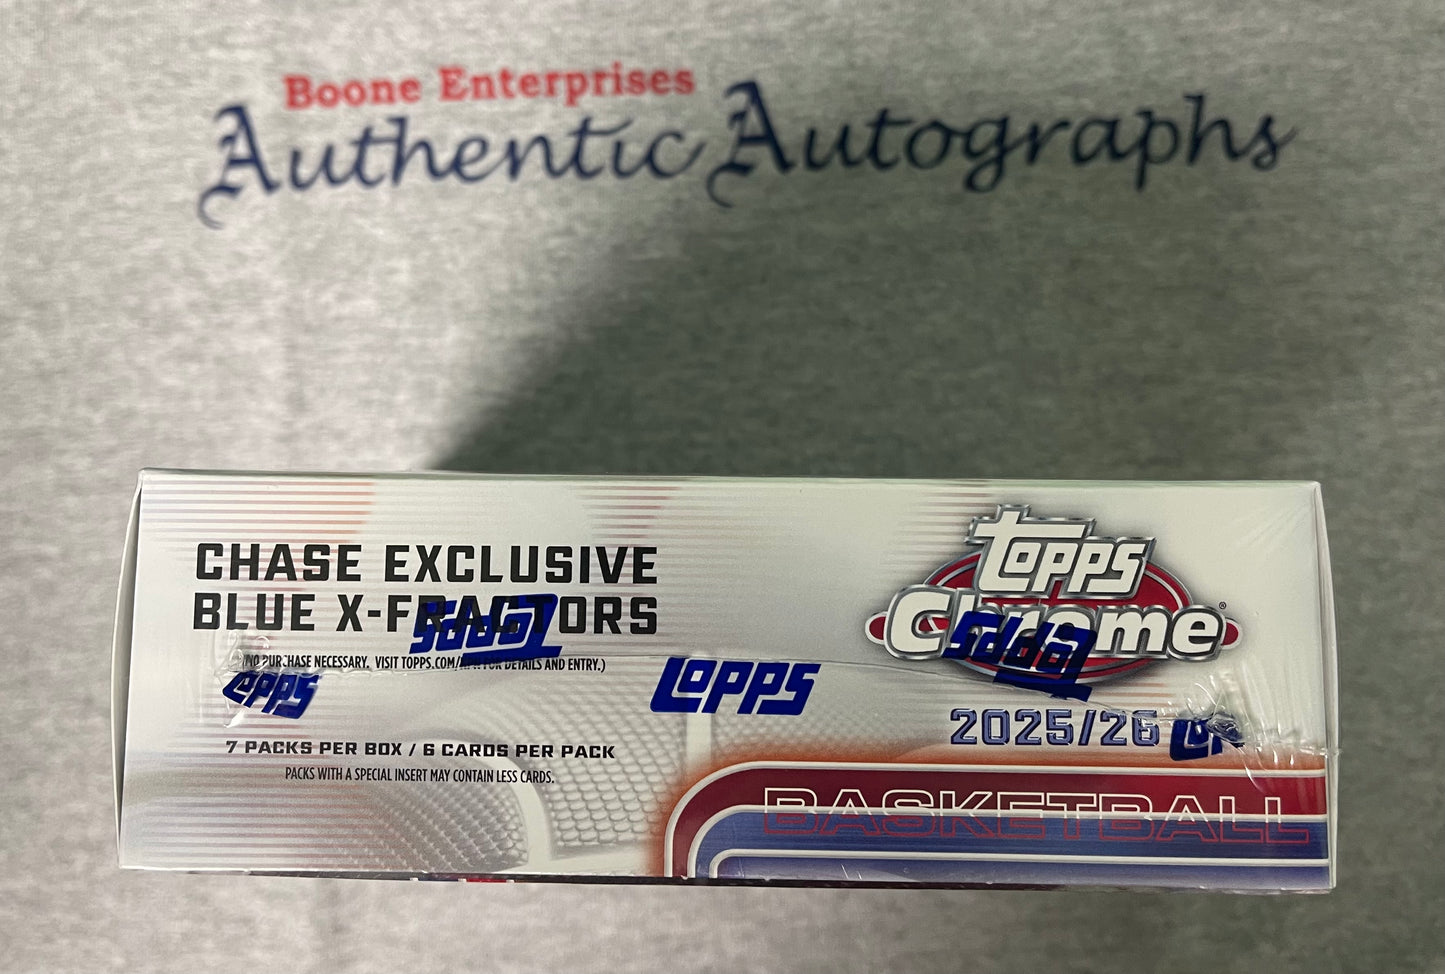 Boone Enterprises
Authentic Autographs
CHASE EXCLUSIVE
BLUE X-FRACTORS
(NO PURCHASE NECESSARY. VISIT TOPPS.COM/ FOR DETAILS AND ENTRY.)
7 PACKS PER BOX / 6 CARDS PER PACK
PACKS WITH A SPECIAL INSERT MAY CONTAIN LESS CARDS.
Topps
Topps
Topps
Topps
Topps
Chrome®
2025/26
BASKETBALL